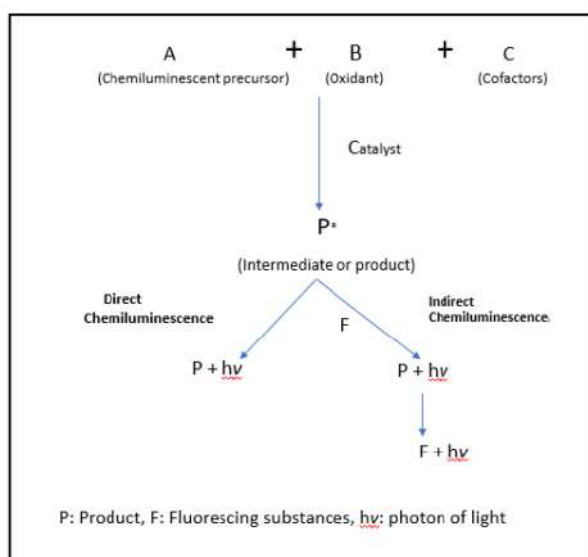 A + B + C
(Chemiluminescent precursor) (Oxidant) (Cofactors)
Catalyst
P*
(Intermediate or product)
Direct
Chemiluminescence
Indirect
Chemiluminescence
F
P + hv P + hv
F + hv
P: Product, F: Fluorescing substances, hv: photon of light